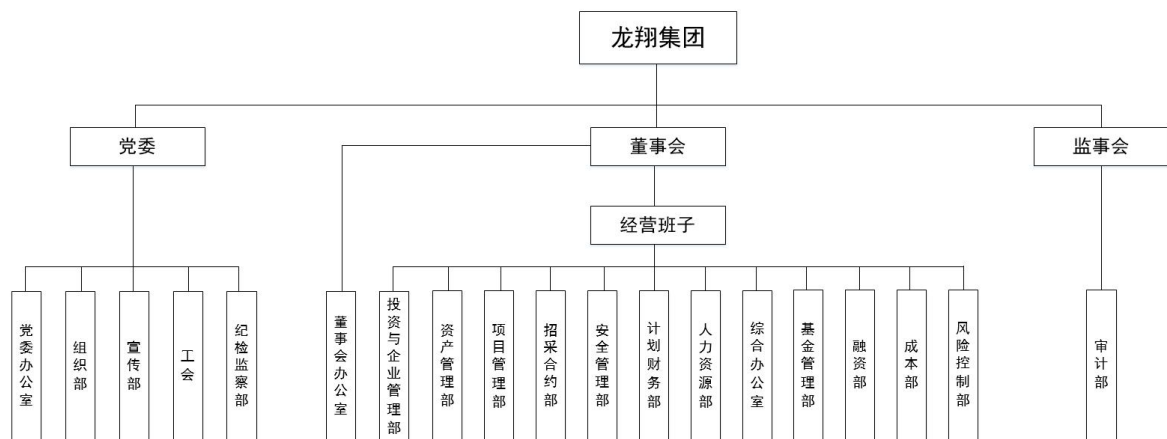 龙翔集团
党委
董事会
监事会
经营班子
党委办公室
组织部
宣传部
工会
纪检监察部
董事会办公室
投资与企业管理部
资产管理部
项目管理部
招采合约部
安全管理部
计划财务部
人力资源部
综合办公室
基金管理部
融资部
成本部
风险控制部
审计部